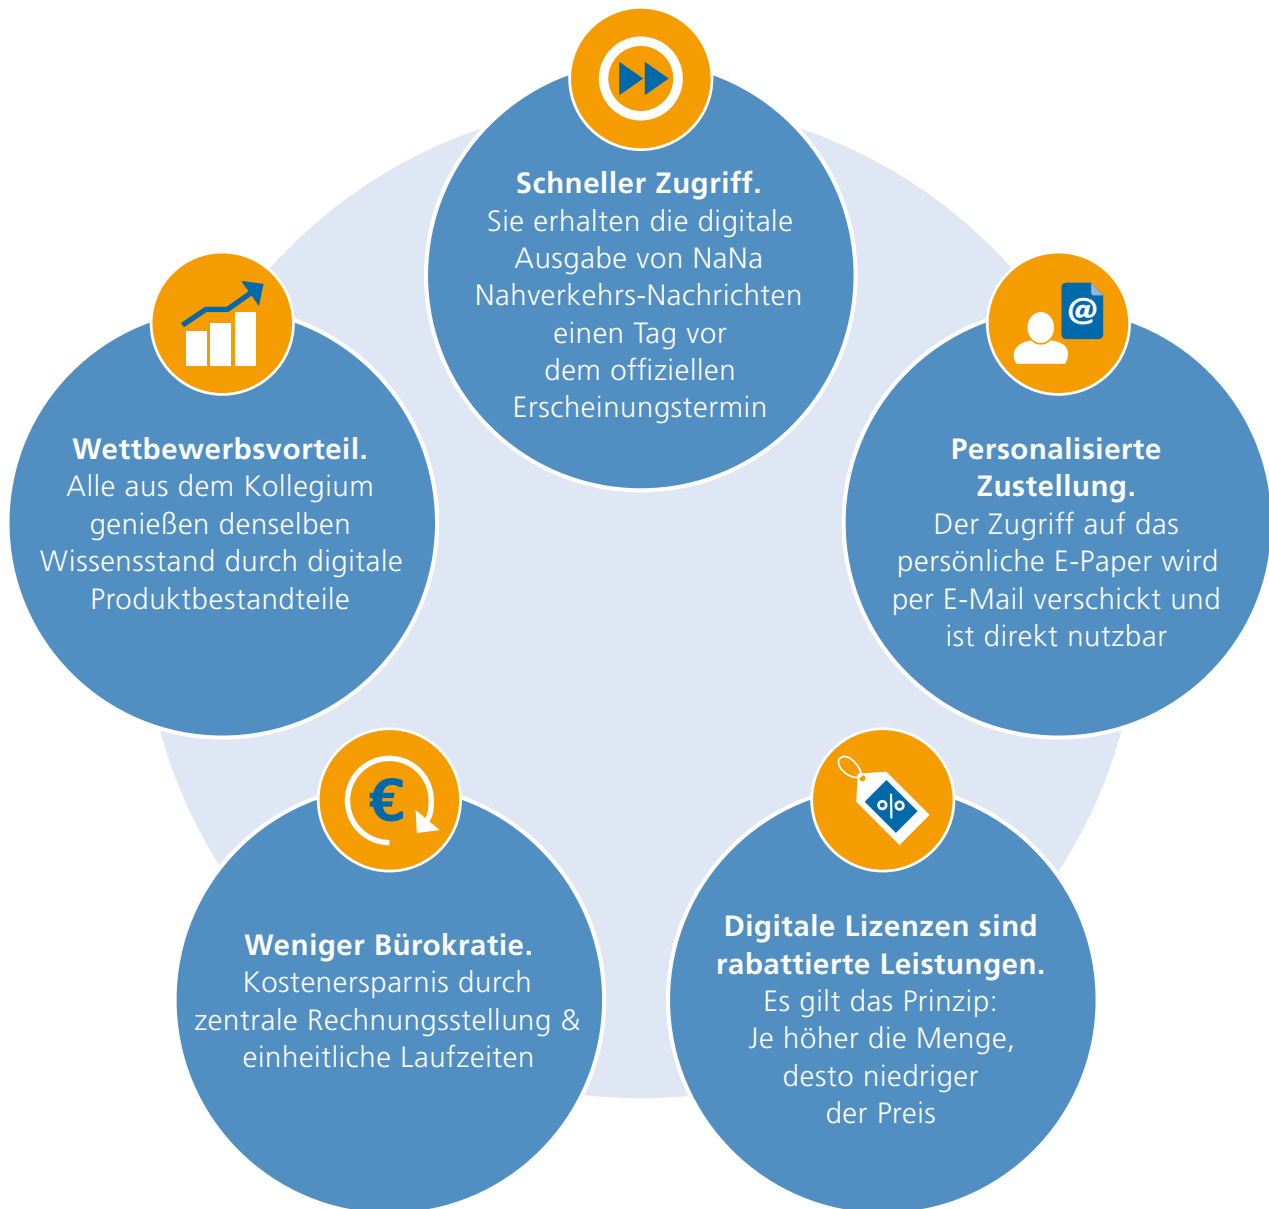 Schneller Zugriff.
Sie erhalten die digitale
Ausgabe von NaNa
Nahverkehrs-Nachrichten
einen Tag vor
dem offiziellen
Erscheinungstermin
Wettbewerbsvorteil.
Alle aus dem Kollegium
genießen denselben
Wissensstand durch digitale
Produktbestandteile
@
Personalisierte
Zustellung.
Der Zugriff auf das
persönliche E-Paper wird
per E-Mail verschickt und
ist direkt nutzbar
€
Weniger Bürokratie.
Kostenersparnis durch
zentrale Rechnungsstellung &
einheitliche Laufzeiten
%
Digitale Lizenzen sind
rabattierte Leistungen.
Es gilt das Prinzip:
Je höher die Menge,
desto niedriger
der Preis